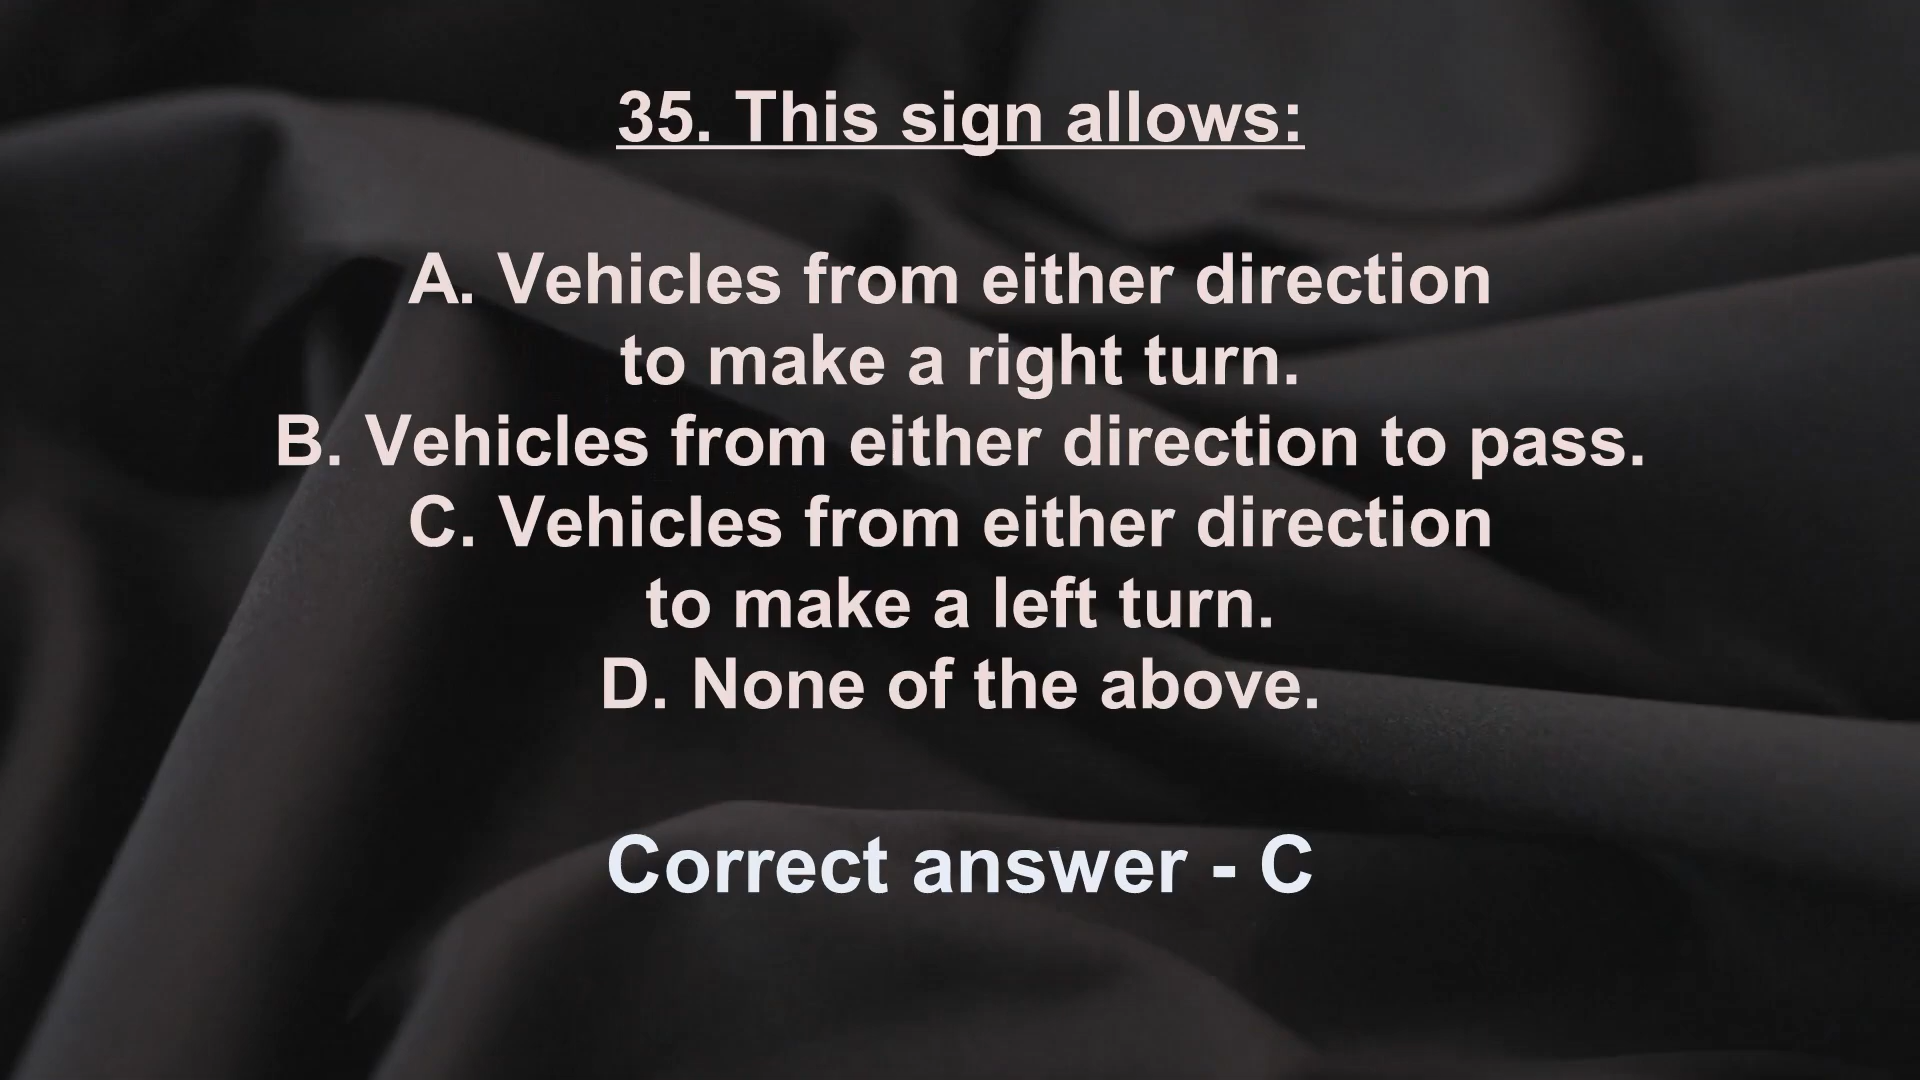 35. This sign allows:
A. Vehicles from either direction
to make a right turn.
B. Vehicles from either direction to pass.
C. Vehicles from either direction
to make a left turn.
D. None of the above.
Correct answer - C